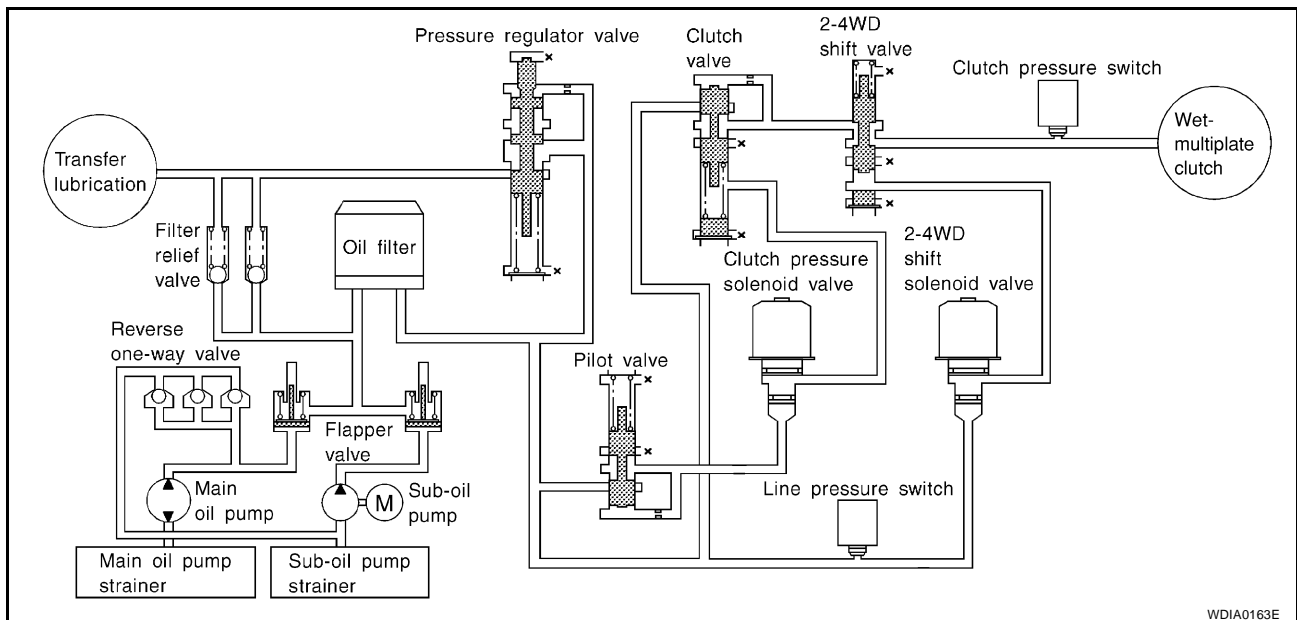 Pressure regulator valve
Clutch
valve
2-4WD
shift valve
Clutch pressure switch
Transfer
lubrication
Wet-
multiplate
clutch
Filter
relief
valve
Oil filter
Clutch pressure
solenoid valve
2-4WD
shift
solenoid valve
Reverse
one-way valve
Pilot valve
Flapper
valve
Main
oil pump
M
Sub-oil
pump
Line pressure switch
Main oil pump
strainer
Sub-oil pump
strainer
WDIA0163E